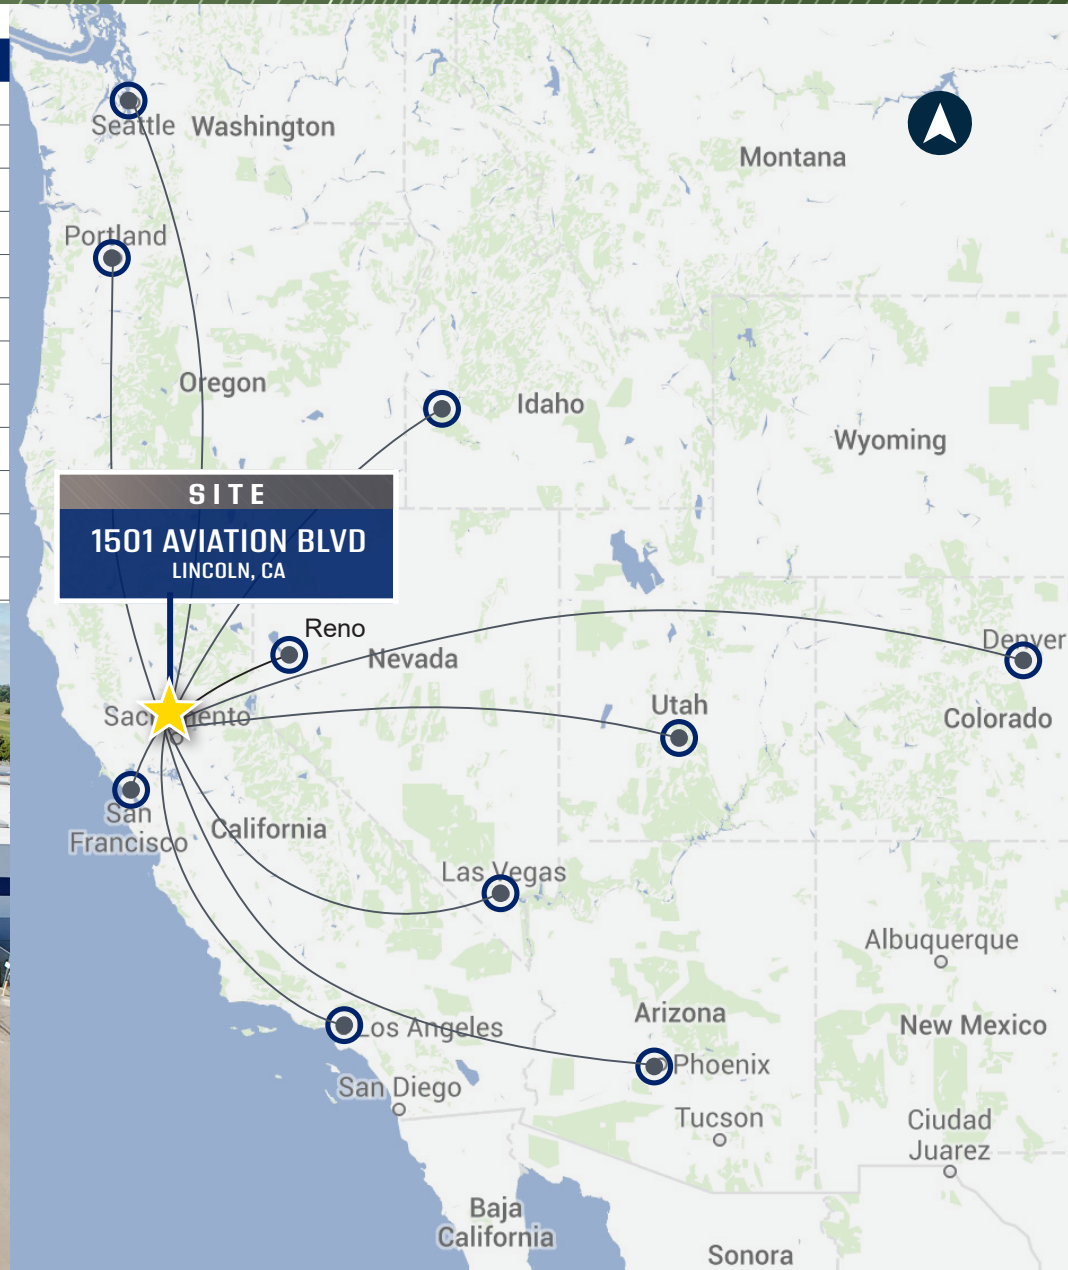 Seattle
Washington
Montana
Portland
Oregon
Idaho
Wyoming
SITE
1501 AVIATION BLVD
LINCOLN, CA
Reno
Nevada
Denver
Sacramento
Utah
Colorado
San
Francisco
California
Las Vegas
Albuquerque
Arizona
New Mexico
Los Angeles
Phoenix
San Diego
Tucson
Ciudad
Juarez
Baja
California
Sonora